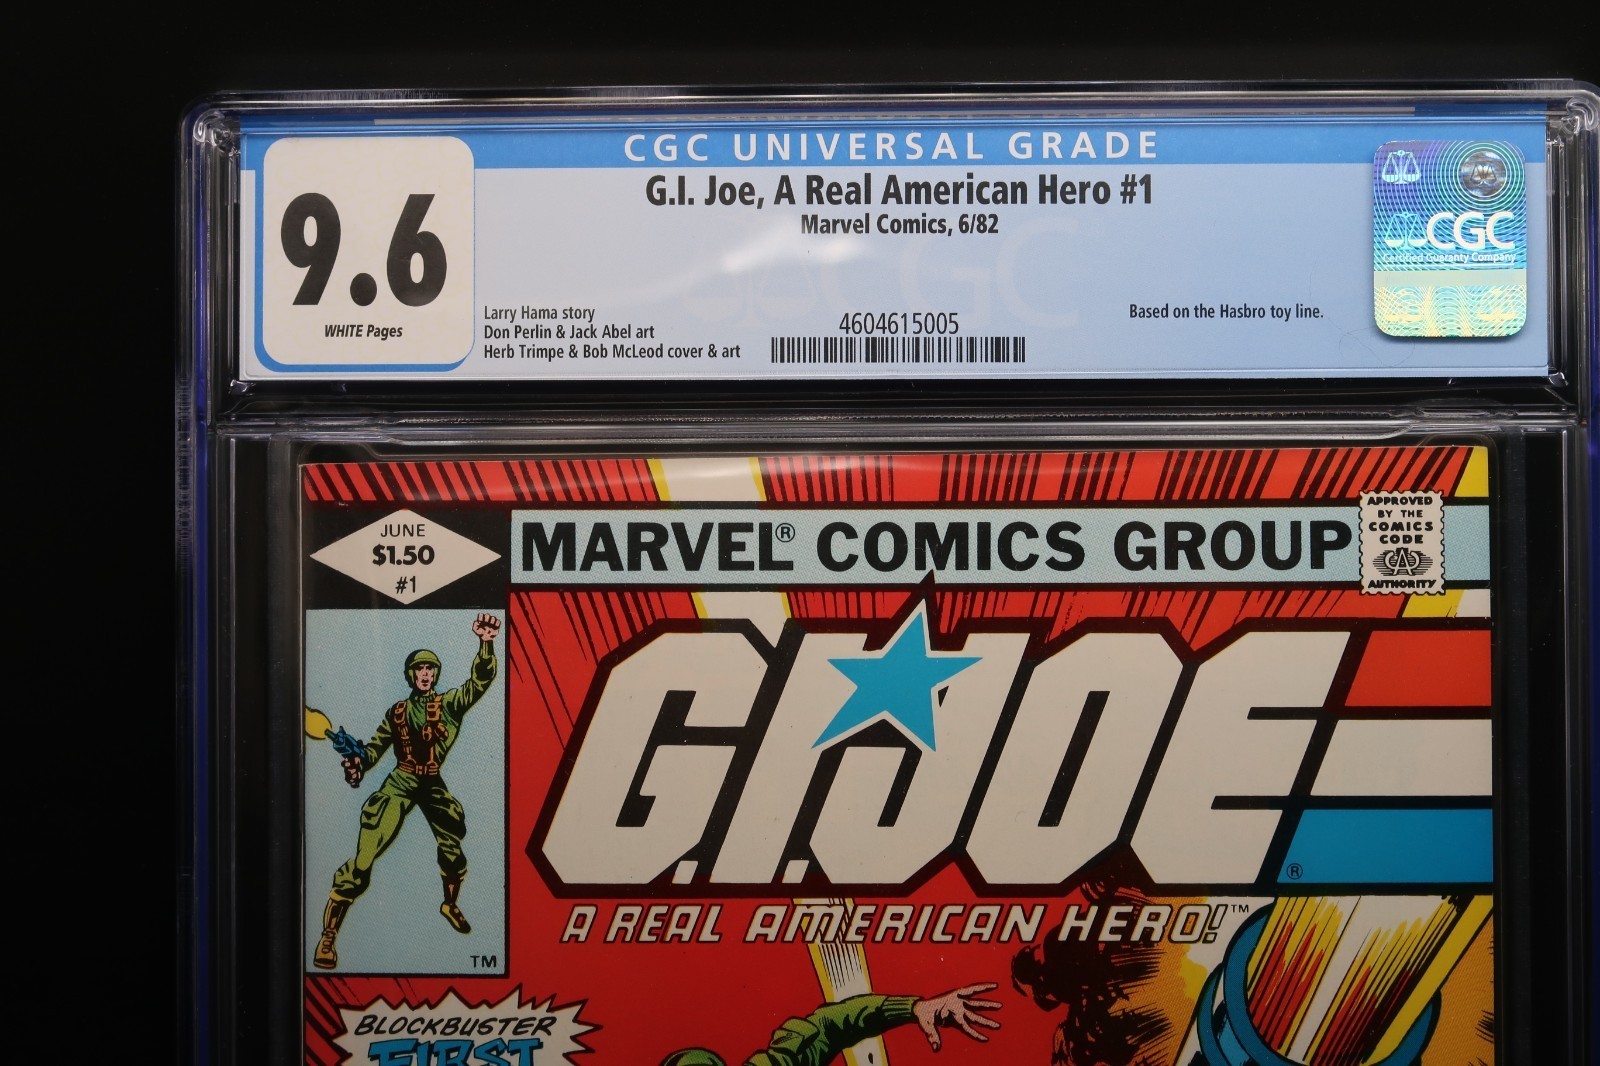 CGC UNIVERSAL GRADE
9.6
WHITE Pages
G.I. Joe, A Real American Hero #1
Marvel Comics, 6/82
Larry Hama story
Don Perlin & Jack Abel art
Herb Trimpe & Bob McLeod cover & art
4604615005
Based on the Hasbro toy line.
CGC
Certified Guaranty Company
CGC
JUNE
$1.50
#1
MARVEL® COMICS GROUP
APPROVED
BY THE
COMICS
CODE
CA
AUTHORITY
G.I. JOE
®
A REAL AMERICAN HERO!™
TM
BLOCKBUSTER
FIRST